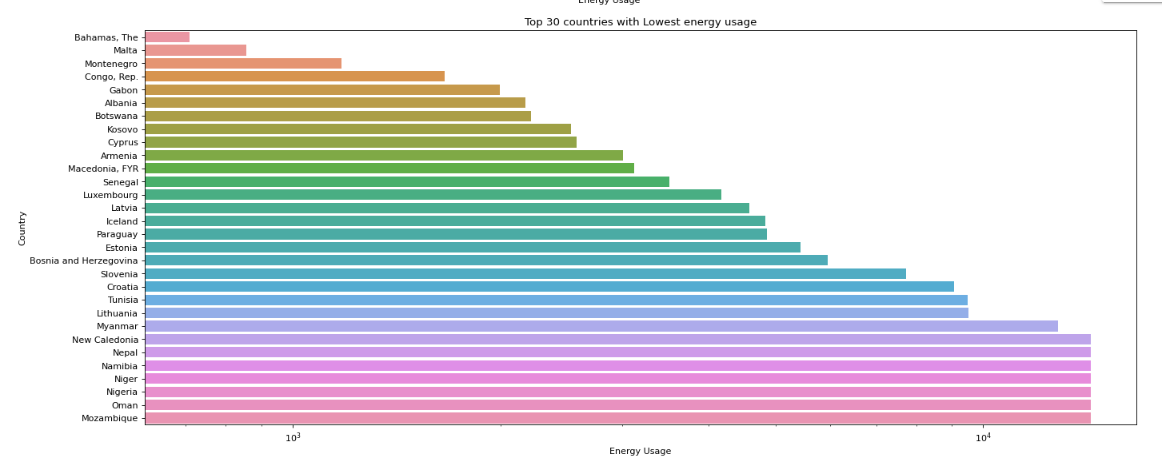 Energy Usage
Top 30 countries with Lowest energy usage
Bahamas, The
Malta
Montenegro
Congo, Rep.
Gabon
Albania
Botswana
Kosovo
Cyprus
Armenia
Macedonia, FYR
Senegal
Luxembourg
Latvia
Iceland
Paraguay
Estonia
Bosnia and Herzegovina
Slovenia
Croatia
Tunisia
Lithuania
Myanmar
New Caledonia
Nepal
Namibia
Niger
Nigeria
Oman
Mozambique
Country
10³ 10⁴
Energy Usage